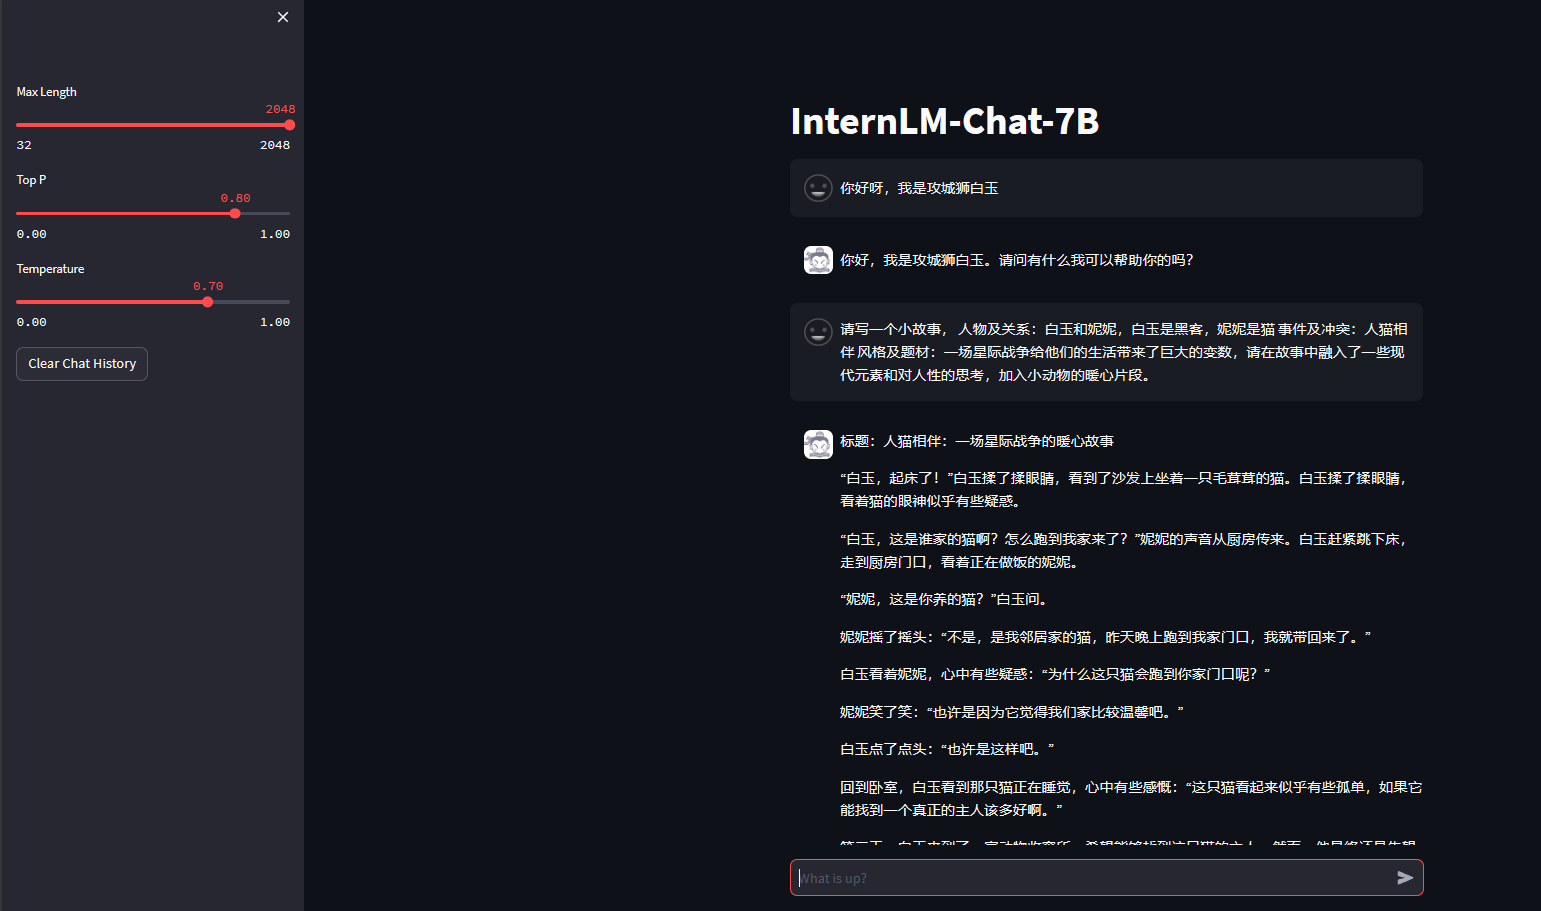 Max Length
2048
32 2048
Top P
0.80
0.00 1.00
Temperature
0.70
0.00 1.00
Clear Chat History
InternLM-Chat-7B
你好呀，我是攻城狮白玉
你好，我是攻城狮白玉。请问有什么我可以帮助你的吗？
请写一个小故事， 人物及关系：白玉和妮妮，白玉是黑客，妮妮是猫 事件及冲突：人猫相
伴 风格及题材：一场星际战争给他们的生活带来了巨大的变数，请在故事中融入了一些现
代元素和对人性的思考，加入小动物的暖心片段。
标题：人猫相伴：一场星际战争的暖心故事
“白玉，起床了！”白玉揉了揉眼睛，看到了沙发上坐着一只毛茸茸的猫。白玉揉了揉眼睛，
看着猫的眼神似乎有些疑惑。
“白玉，这是谁家的猫啊？怎么跑到我家来了？”妮妮的声音从厨房传来。白玉赶紧跳下床，
走到厨房门口，看着正在做饭的妮妮。
“妮妮，这是你养的猫？”白玉问。
妮妮摇了摇头：“不是，是我邻居家的猫，昨天晚上跑到我家门口，我就带回来了。”
白玉看着妮妮，心中有些疑惑：“为什么这只猫会跑到你家门口呢？”
妮妮笑了笑：“也许是因为它觉得我们家比较温馨吧。”
白玉点了点头：“也许是这样吧。”
回到卧室，白玉看到那只猫正在睡觉，心中有些感慨：“这只猫看起来似乎有些孤单，如果它
能找到一个真正的主人该多好啊。”
What is up?